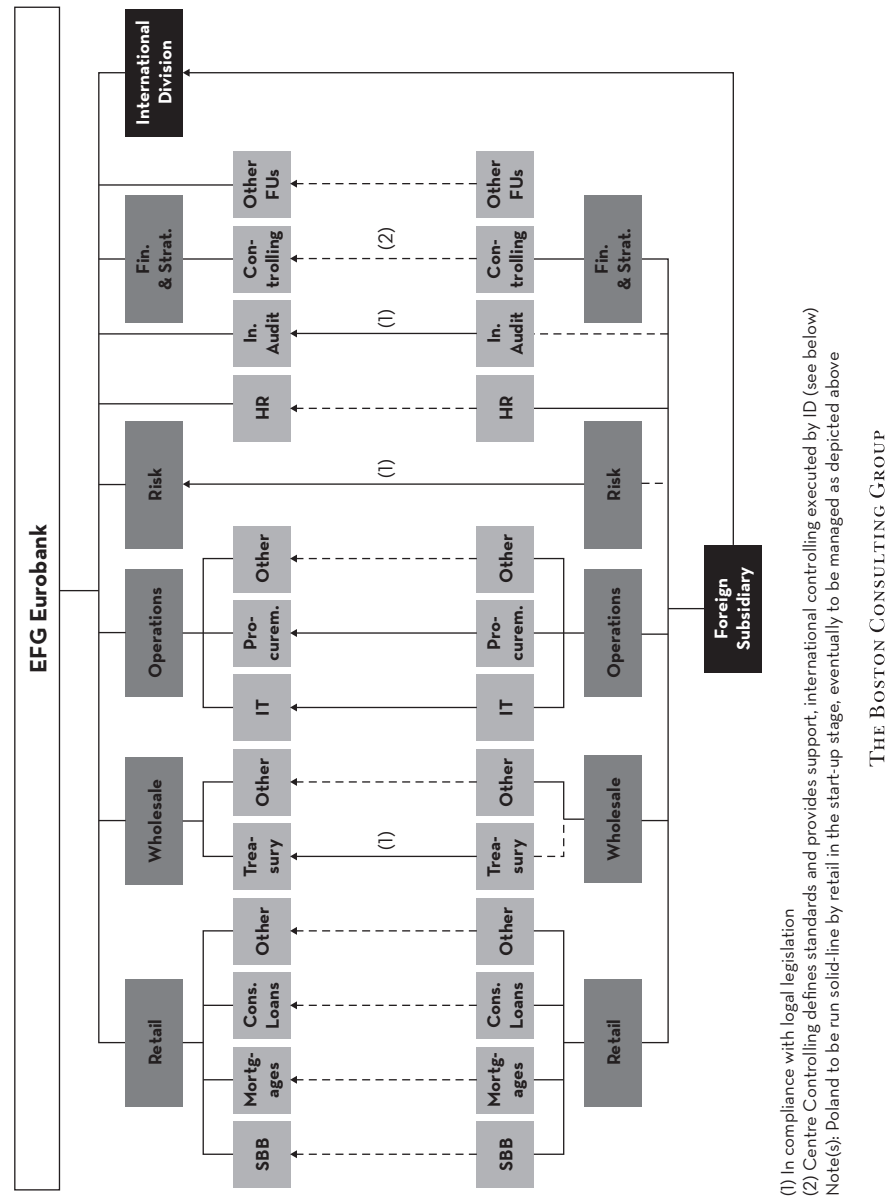 EFG Eurobank
Retail
Wholesale
Operations
Risk
Fin.
& Strat.
International
Division
SBB
Mortg-
ages
Cons.
Loans
Other
Trea-
sury
Other
IT
Pro-
curem.
Other
HR
In.
Audit
Con-
trolling
Other
FUs
(1)
(1)
(1)
(2)
SBB
Mortg-
ages
Cons.
Loans
Other
Trea-
sury
Other
IT
Pro-
curem.
Other
HR
In.
Audit
Con-
trolling
Other
FUs
Retail
Wholesale
Operations
Risk
Fin.
& Strat.
Foreign
Subsidiary
(1) In compliance with logal legislation
(2) Centre Controlling defines standards and provides support, international controlling executed by ID (see below)
Note(s): Poland to be run solid-line by retail in the start-up stage, eventually to be managed as depicted above
THE BOSTON CONSULTING GROUP